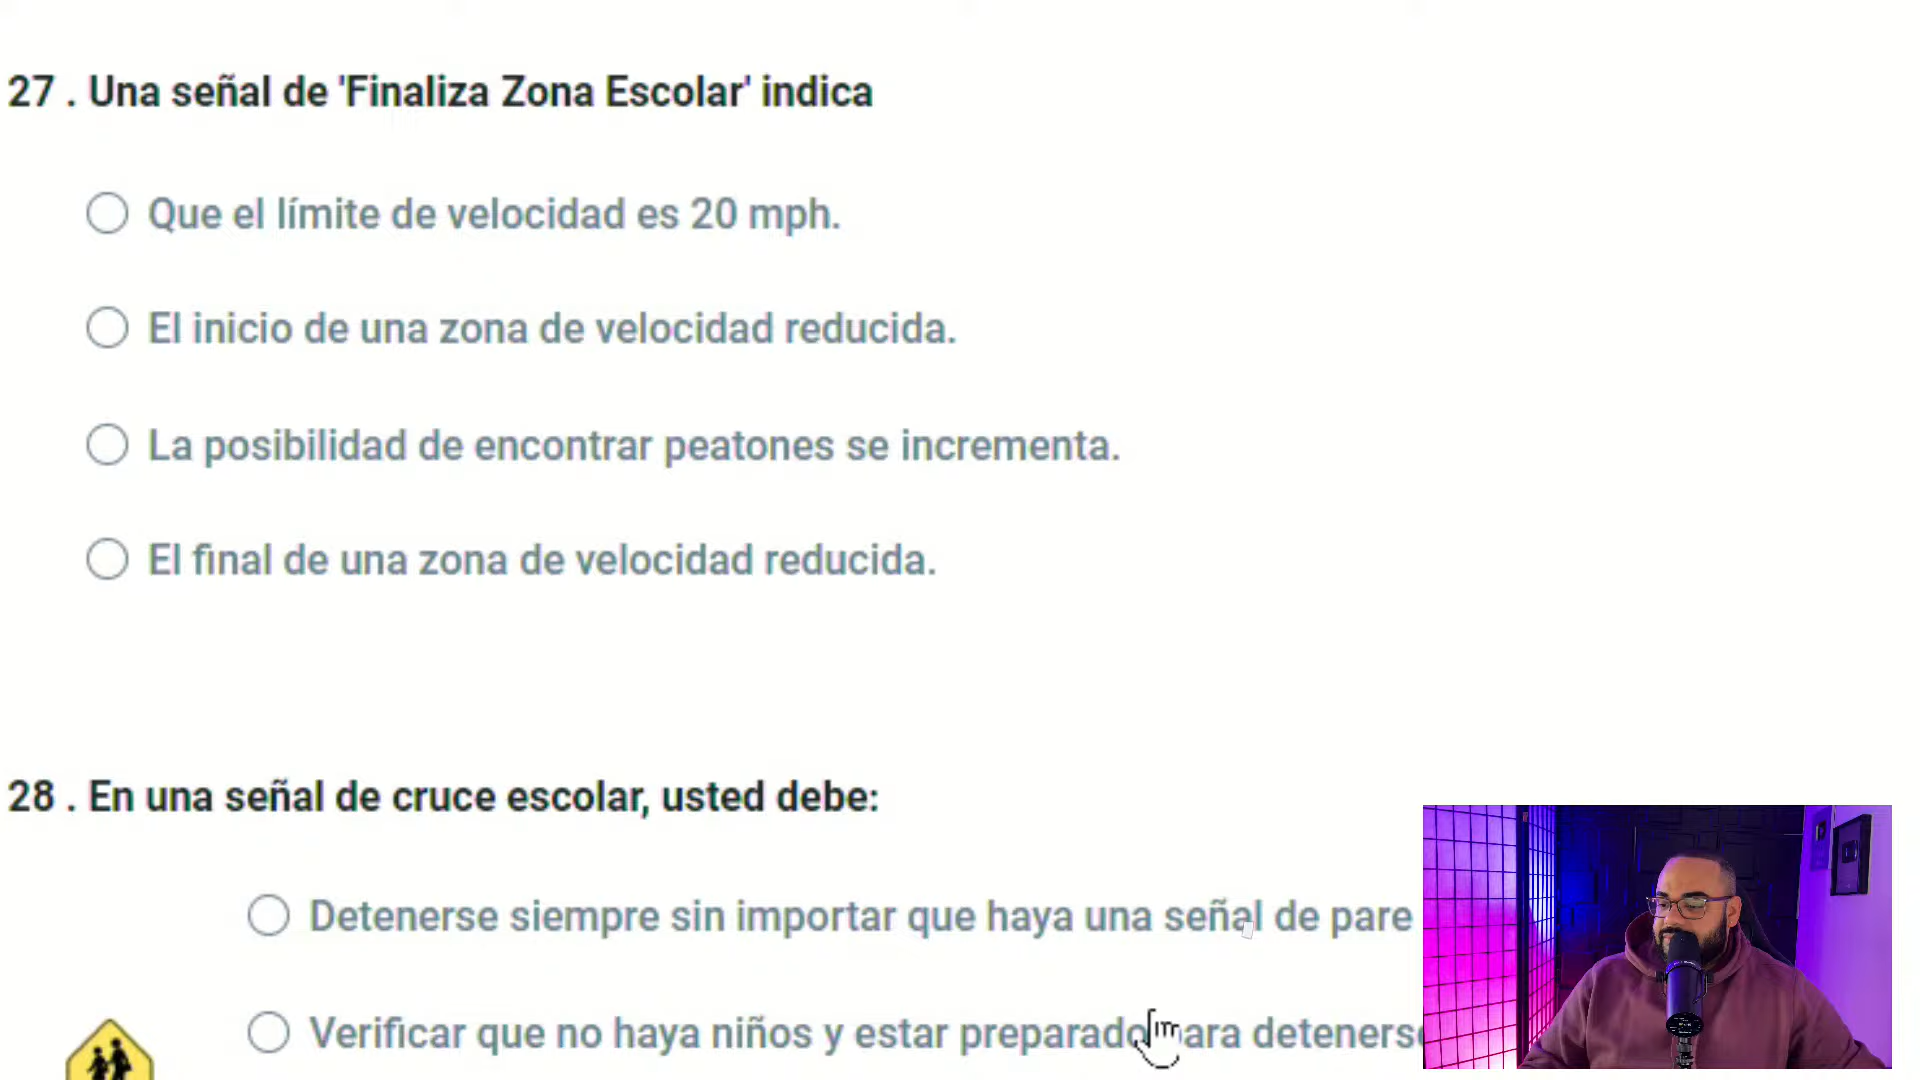 27 . Una señal de 'Finaliza Zona Escolar' indica
Que el límite de velocidad es 20 mph.
El inicio de una zona de velocidad reducida.
La posibilidad de encontrar peatones se incrementa.
El final de una zona de velocidad reducida.
28 . En una señal de cruce escolar, usted debe:
Detenerse siempre sin importar que haya una señal de pare
Verificar que no haya niños y estar preparado para